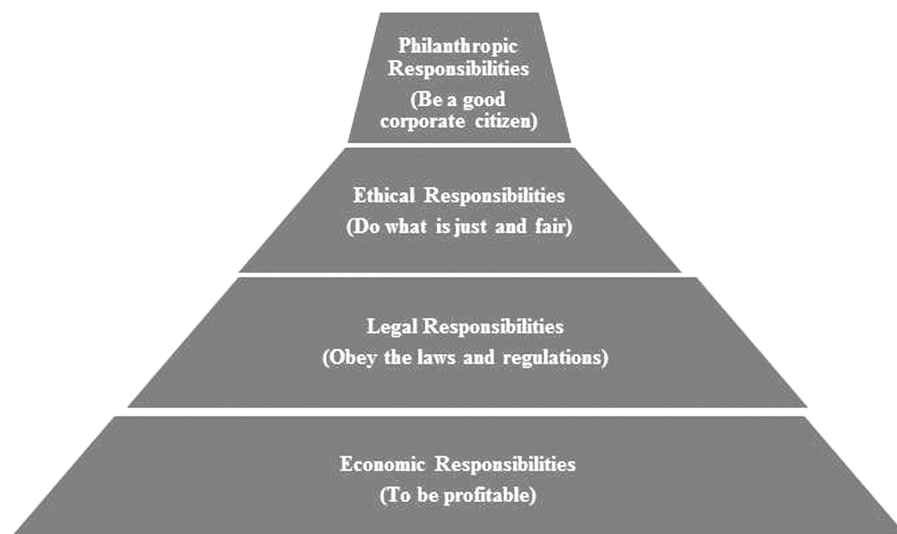 Philanthropic
Responsibilities
(Be a good
corporate citizen)
Ethical Responsibilities
(Do what is just and fair)
Legal Responsibilities
(Obey the laws and regulations)
Economic Responsibilities
(To be profitable)